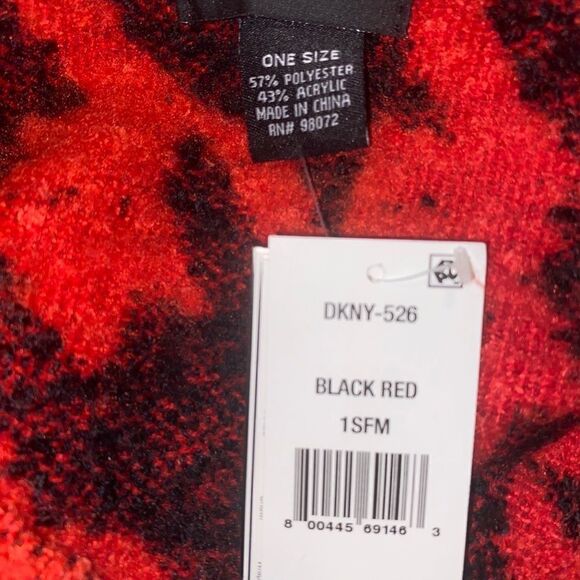 ONE SIZE
57% POLYESTER
43% ACRYLIC
MADE IN CHINA
RN# 98072
DKNY-526
BLACK RED
1SFM
8 00445 69146 3